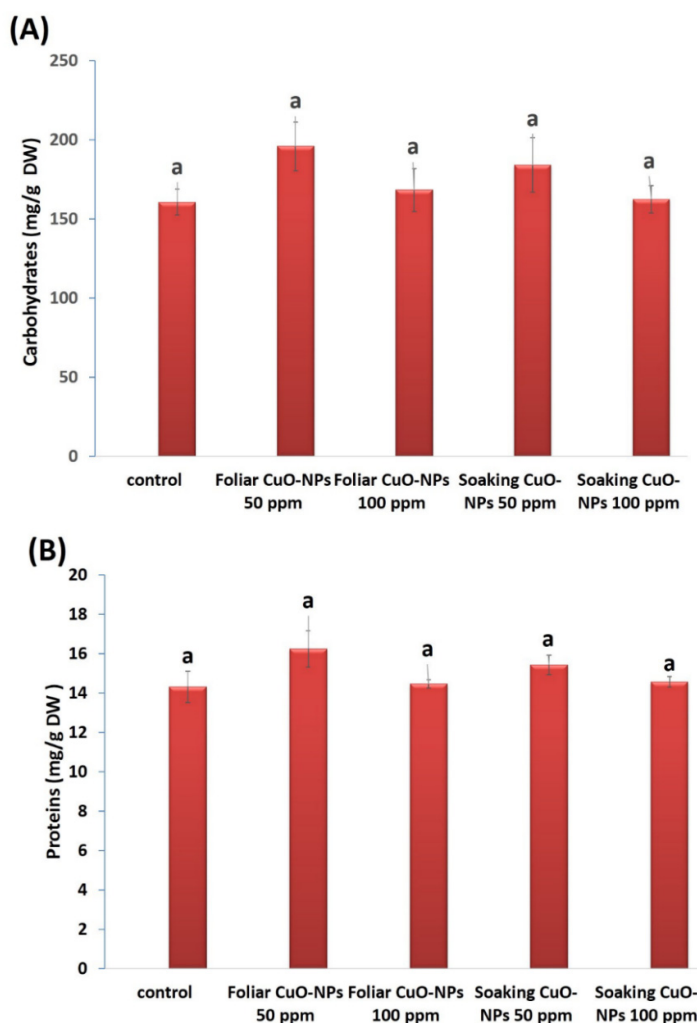 (A)
Carbohydrates (mg/g DW)
250
200
150
100
50
0
a
a
a
a
a
control
Foliar CuO-NPs
50 ppm
Foliar CuO-NPs
100 ppm
Soaking CuO-
NPs 50 ppm
Soaking CuO-
NPs 100 ppm
(B)
Proteins (mg/g DW )
20
18
16
14
12
10
8
6
4
2
0
a
a
a
a
a
control
Foliar CuO-NPs
50 ppm
Foliar CuO-NPs
100 ppm
Soaking CuO-
NPs 50 ppm
Soaking CuO-
NPs 100 ppm